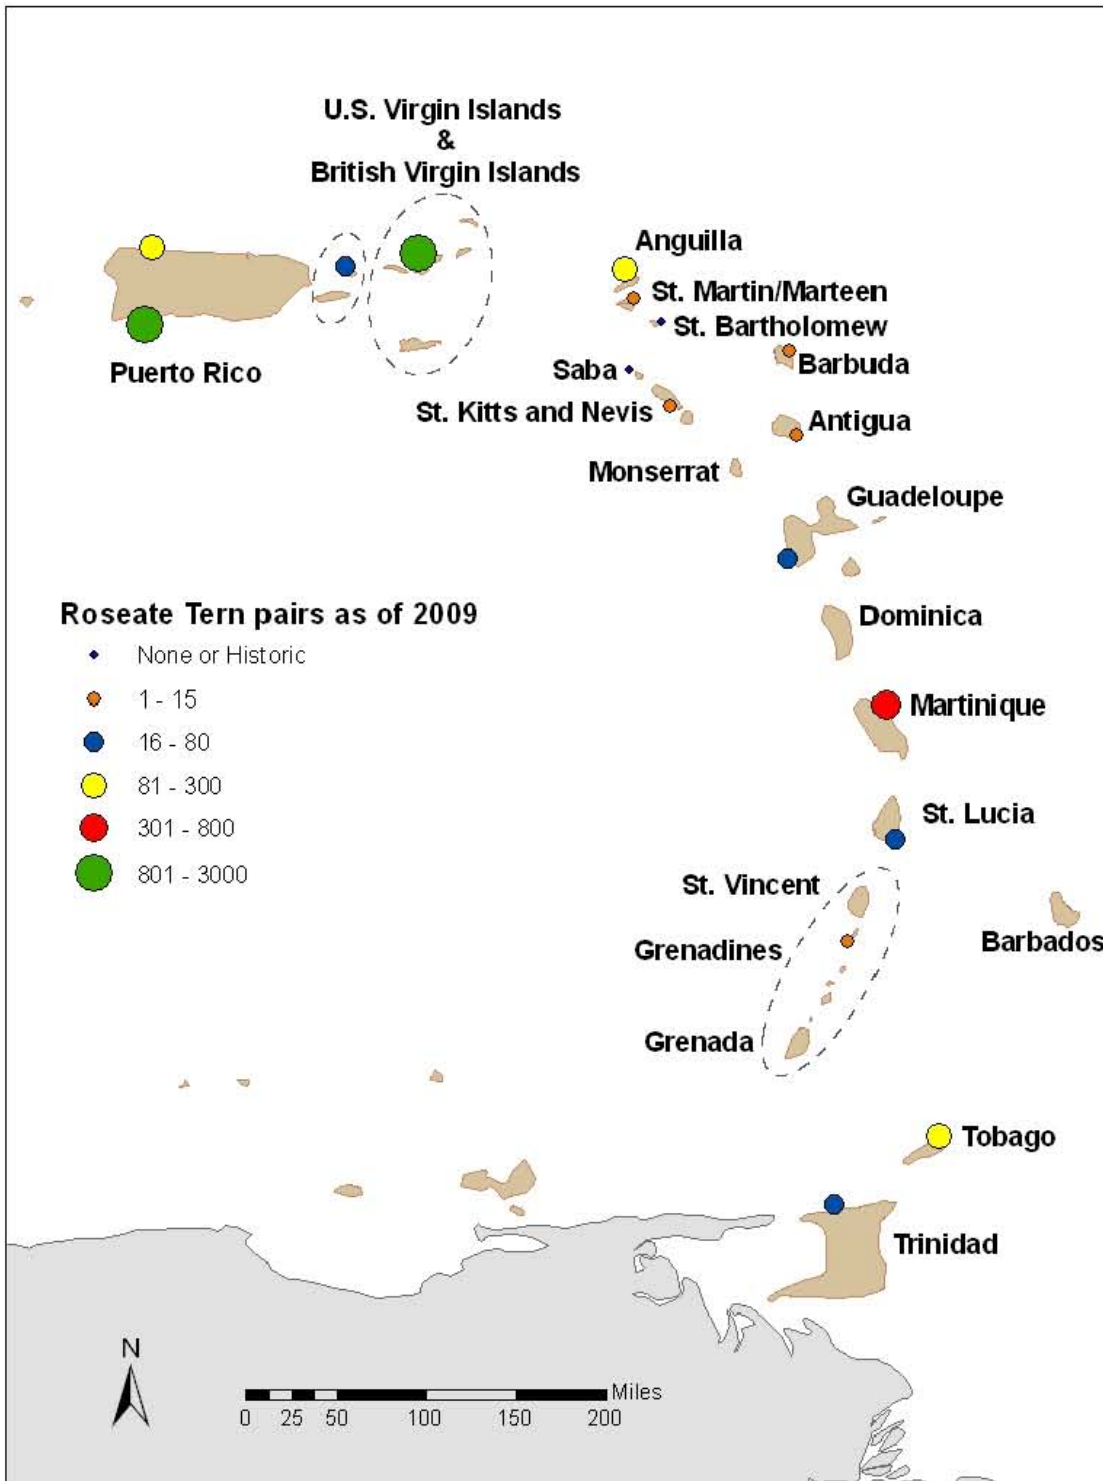 U.S. Virgin Islands
&
British Virgin Islands
Anguilla
St. Martin/Marteen
St. Bartholomew
Barbuda
Puerto Rico
Saba
St. Kitts and Nevis
Antigua
Monserrat
Guadeloupe
Dominica
Roseate Tern pairs as of 2009
None or Historic
1 - 15
16 - 80
81 - 300
301 - 800
801 - 3000
Martinique
St. Lucia
St. Vincent
Grenadines
Barbados
Grenada
Tobago
Trinidad
N
Miles
0 25 50 100 150 200